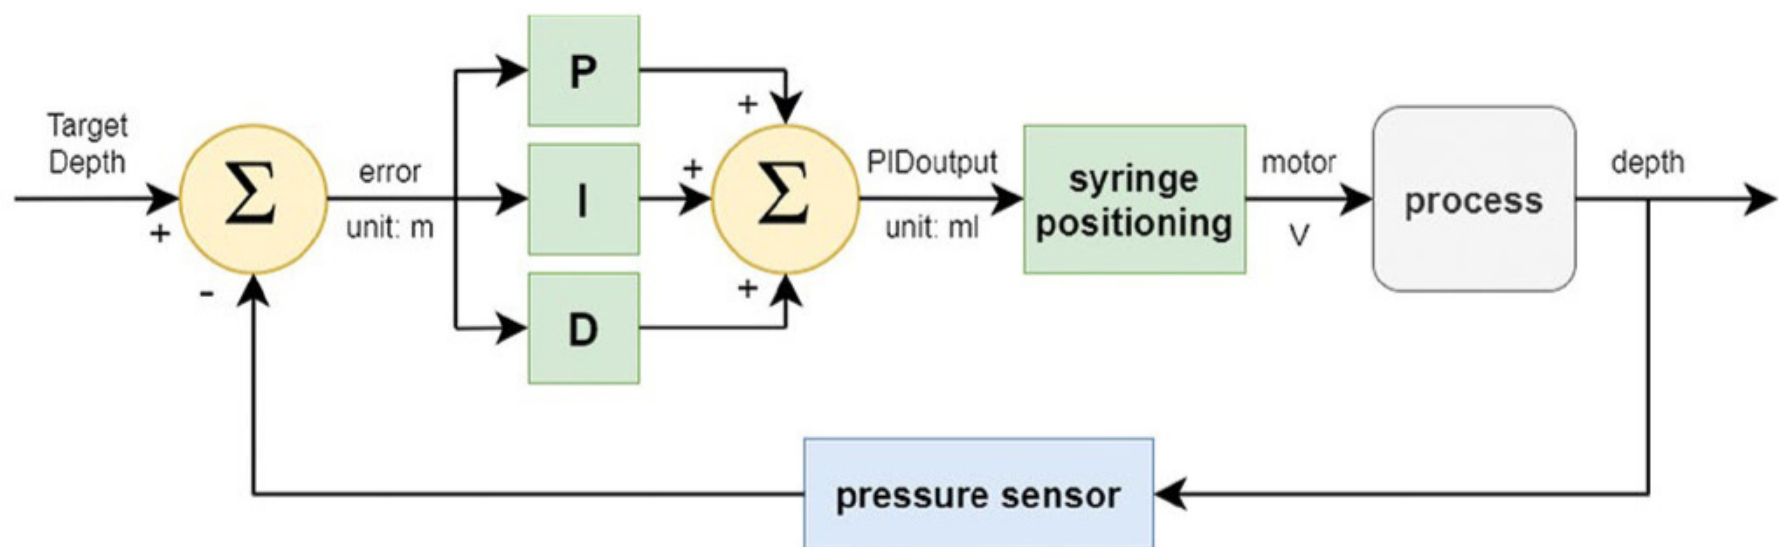 Target
Depth
+
-
Σ
error
unit: m
P
I
D
+
+
+
Σ
PIDoutput
unit: ml
syringe
positioning
motor
V
process
depth
pressure sensor